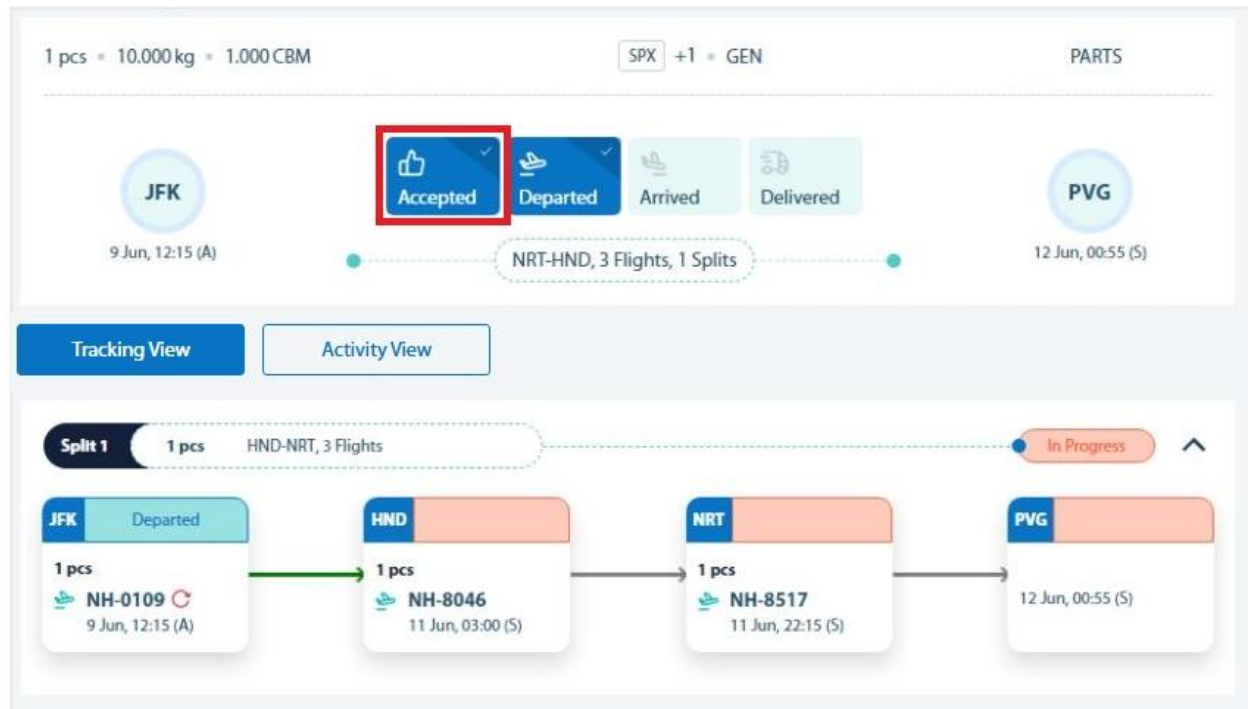 1 pcs • 10.000 kg • 1.000 CBM SPX +1 • GEN PARTS
JFK
9 Jun, 12:15 (A)
Accepted Departed Arrived Delivered
NRT-HND, 3 Flights, 1 Splits
PVG
12 Jun, 00:55 (S)
Tracking View Activity View
Split 1 1 pcs HND-NRT, 3 Flights In Progress
JFK Departed
1 pcs
NH-0109
9 Jun, 12:15 (A)
HND
1 pcs
NH-8046
11 Jun, 03:00 (S)
NRT
1 pcs
NH-8517
11 Jun, 22:15 (S)
PVG
12 Jun, 00:55 (S)